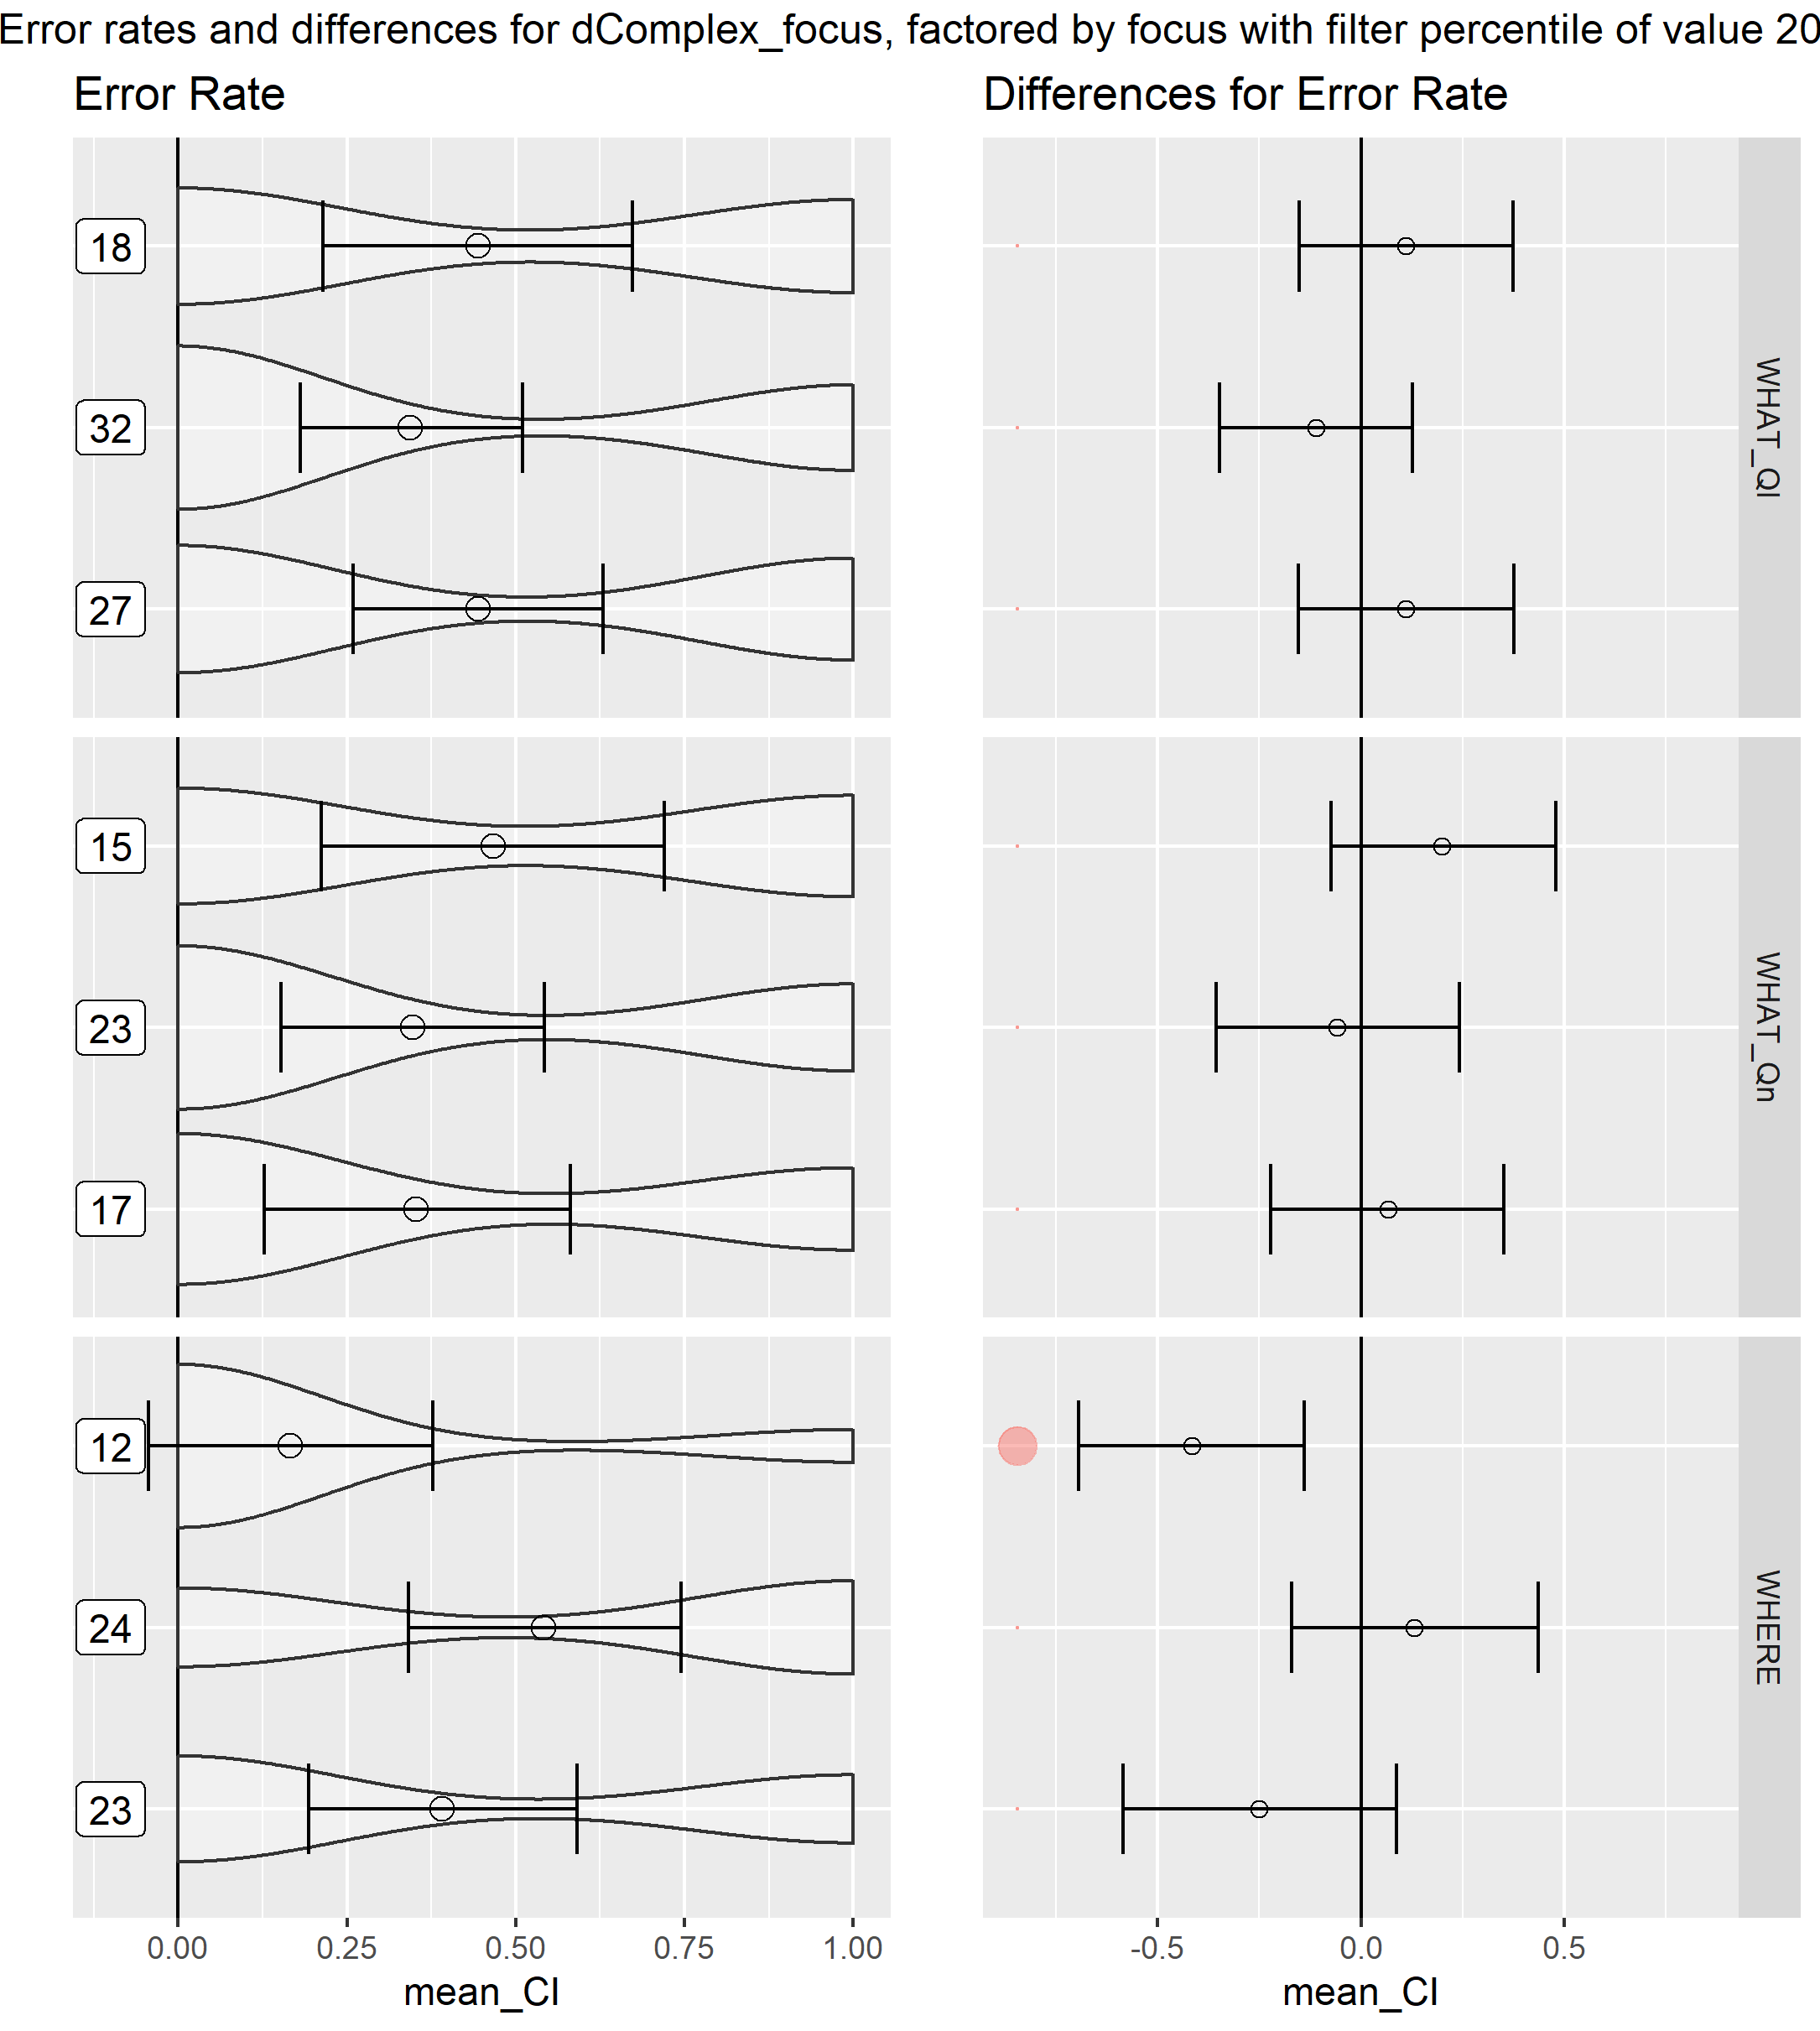 Error rates and differences for dComplex_focus, factored by focus with filter percentile of value 20
Error Rate
Differences for Error Rate
18
32
27
WHAT_Ql
15
23
17
WHAT_Qn
12
24
23
WHERE
0.00 0.25 0.50 0.75 1.00
mean_CI
-0.5 0.0 0.5
mean_CI